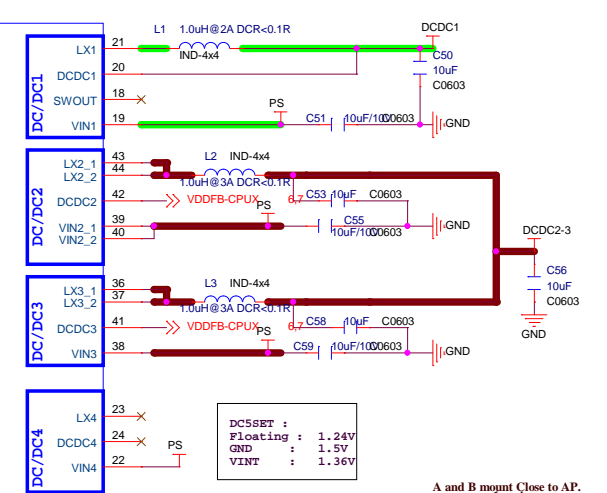 L1 1.0uH@2A DCR<0.1R
IND-4x4
DCDC1
C50
10uF
C0603
DC/DC1
LX1 21
DCDC1 20
SWOUT 18
VIN1 19
PS
C51 10uF/10V C0603
GND
DC/DC2
LX2_1 43
LX2_2 44
DCDC2 42
VIN2_1 39
VIN2_2 40
L2 IND-4x4
1.0uH@3A DCR<0.1R
VDDFB-CPUX 6,7
PS
C53 10uF C0603
C55
10uF/10V C0603
GND
DCDC2-3
C56
10uF
C0603
GND
DC/DC3
LX3_1 36
LX3_2 37
DCDC3 41
VIN3 38
L3 IND-4x4
1.0uH@3A DCR<0.1R
VDDFB-CPUX 6,7
PS
C58 10uF C0603
C59 10uF/10V C0603
GND
DC/DC4
LX4 23
DCDC4 24
VIN4 22
PS
DC5SET :
Floating : 1.24V
GND : 1.5V
VINT : 1.36V
A and B mount Close to AP.